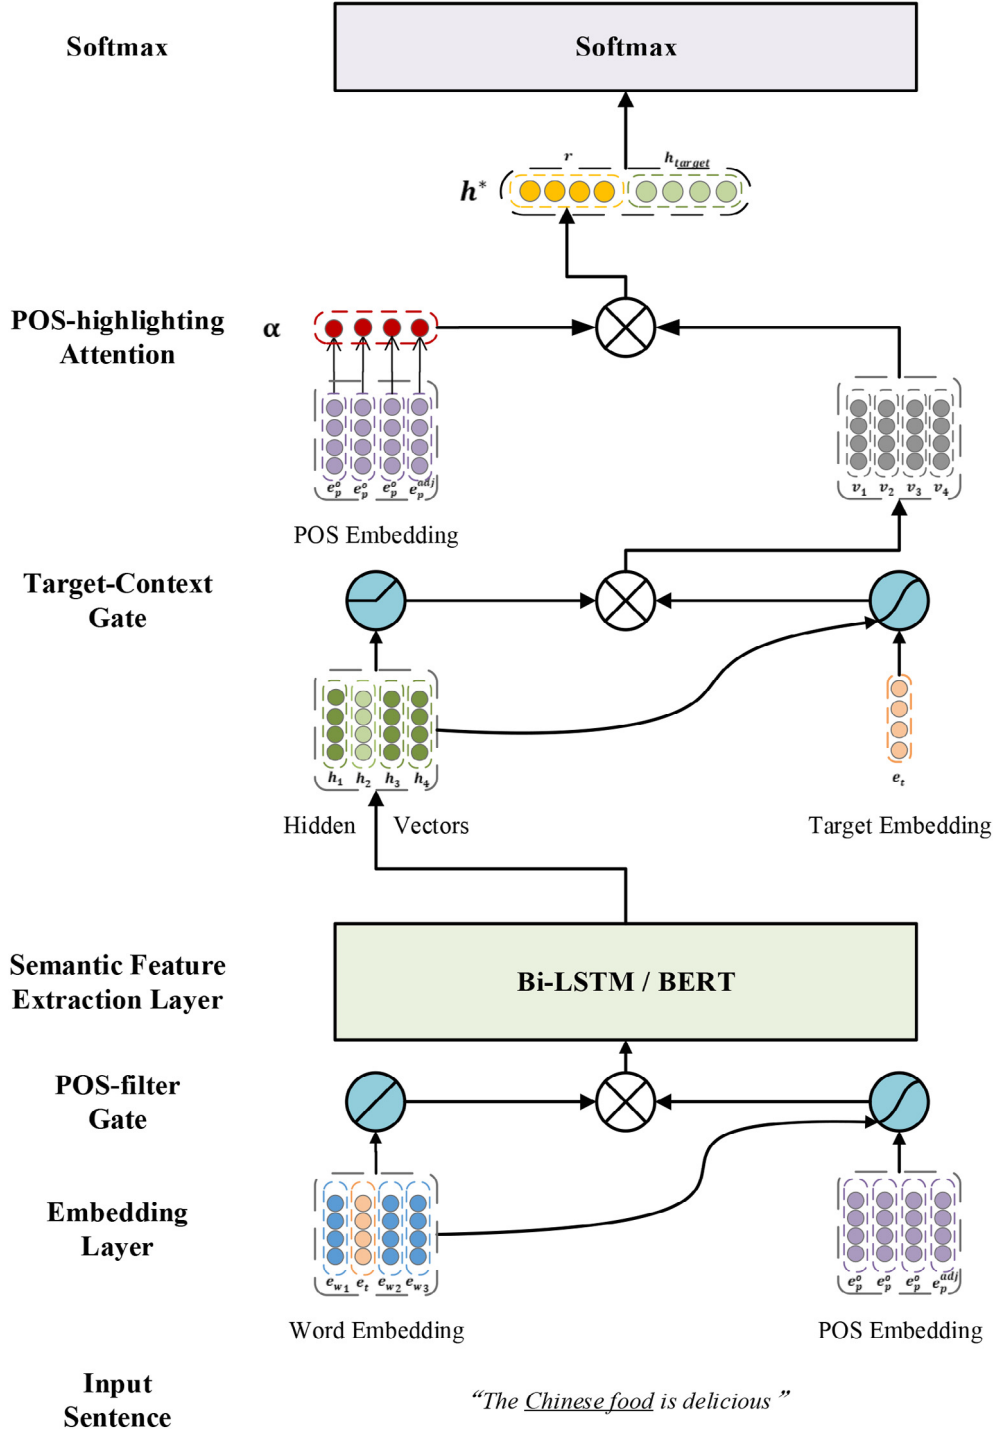 Softmax
Softmax
r
h_target
h*
POS-highlighting
Attention
α
e_p^o e_p^o e_p^o e_p^adj
v_1 v_2 v_3 v_4
POS Embedding
Target-Context
Gate
h_1 h_2 h_3 h_4
e_t
Hidden Vectors
Target Embedding
Semantic Feature
Extraction Layer
Bi-LSTM / BERT
POS-filter
Gate
Embedding
Layer
e_w_1 e_t e_w_2 e_w_3
e_p^o e_p^o e_p^o e_p^adj
Word Embedding
POS Embedding
Input
Sentence
“The Chinese food is delicious ”